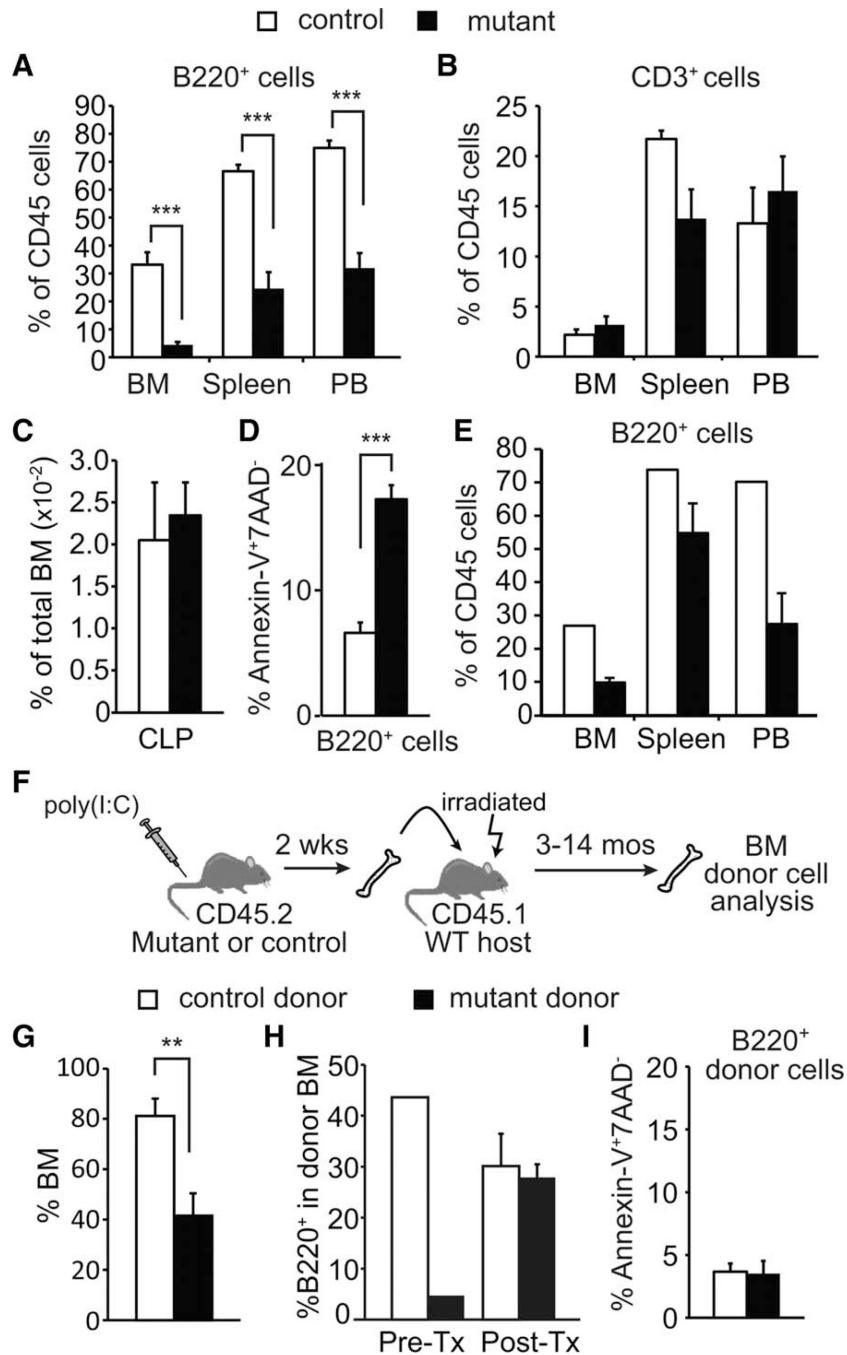 control mutant
A
B220⁺ cells
% of CD45 cells
90
80
70
60
50
40
30
20
10
0
***
***
***
BM Spleen PB
B
CD3⁺ cells
% of CD45 cells
25
20
15
10
5
0
BM Spleen PB
C
% of total BM (x10⁻²)
3.0
2.5
2.0
1.5
1.0
0.5
0
CLP
D
% Annexin-V⁺7AAD⁻
20
10
0
***
B220⁺ cells
E
B220⁺ cells
% of CD45 cells
80
70
60
50
40
30
20
10
0
BM Spleen PB
F
poly(I:C)
CD45.2
Mutant or control
2 wks
irradiated
CD45.1
WT host
3-14 mos
BM
donor cell
analysis
control donor mutant donor
G
% BM
100
80
60
40
20
0
**
H
%B220⁺ in donor BM
50
40
30
20
10
0
Pre-Tx Post-Tx
I
B220⁺
donor cells
% Annexin-V⁺7AAD⁻
20
15
10
5
0